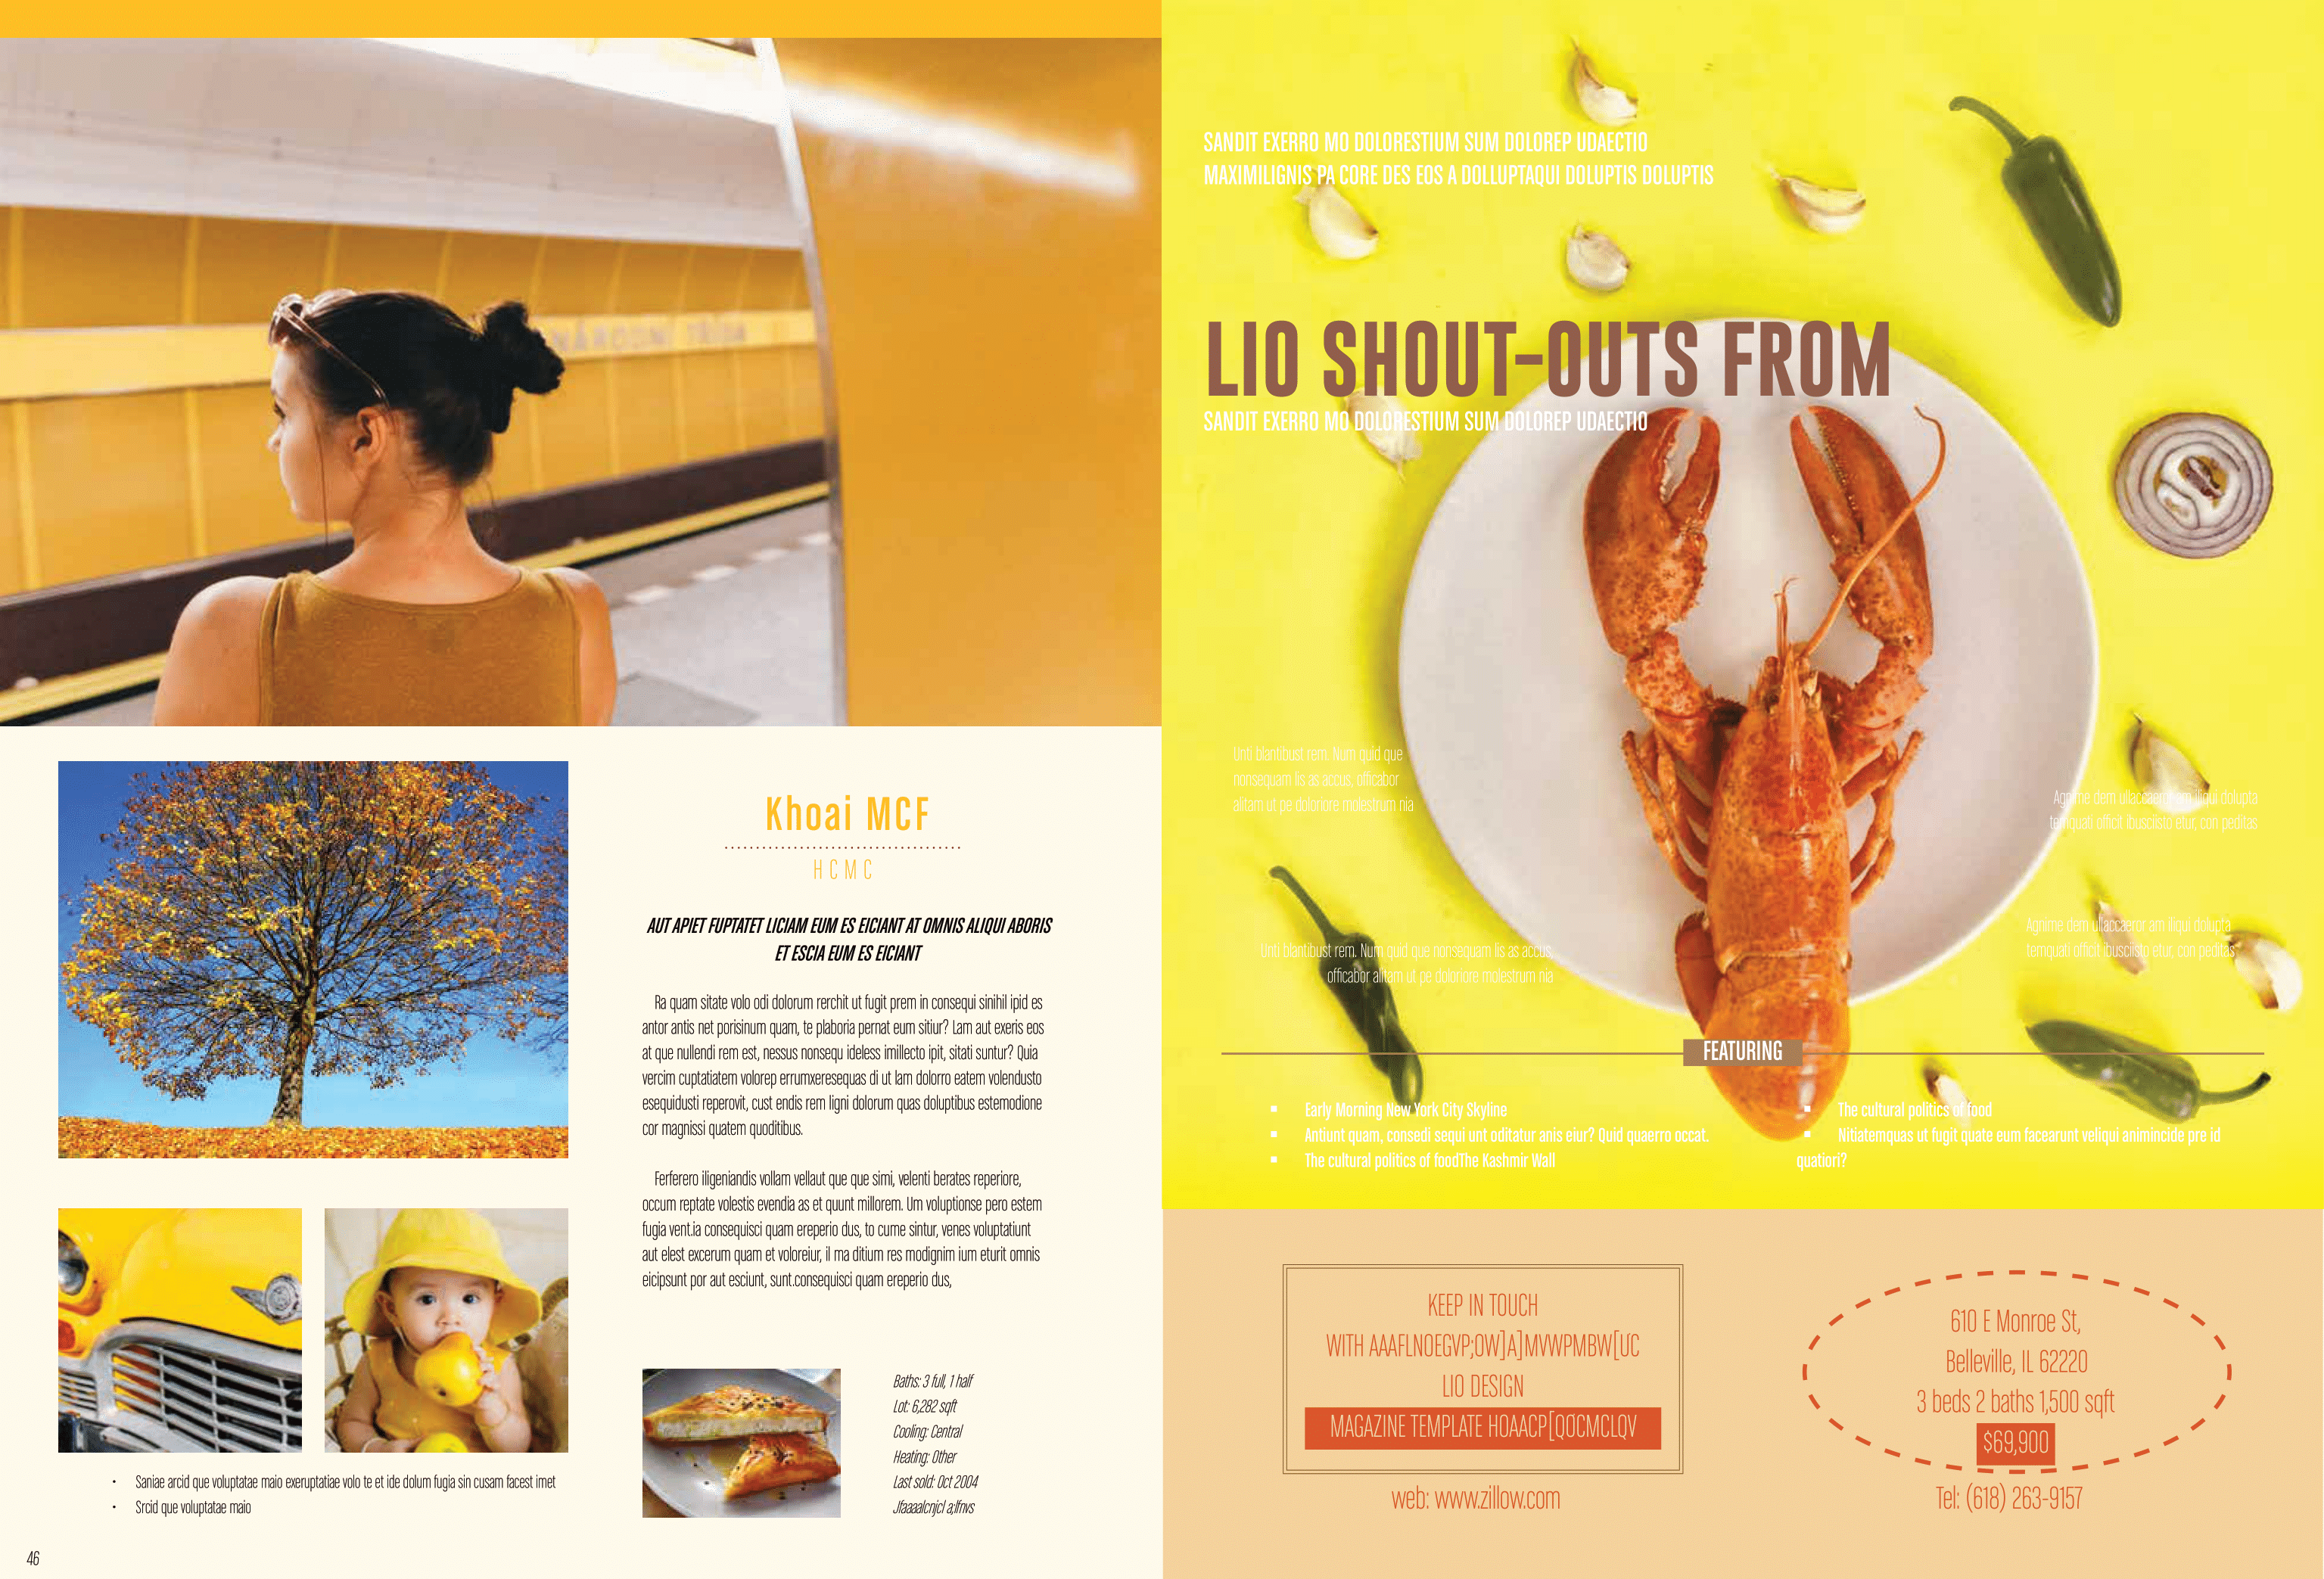 NÁRODNÍ TŘÍDA
Khoai MCF
HCMC
AUT APIET FUPTATET LICIAM EUM ES EICIANT AT OMNIS ALIQUI ABORIS
ET ESCIA EUM ES EICIANT
Ra quam sitate volo odi dolorum rerchit ut fugit prem in consequi sinihil ipid es
antor antis net porisinum quam, te plaboria pernat eum sitiur? Lam aut exeris eos
at que nullendi rem est, nessus nonsequ ideless imillecto ipit, sitati suntur? Quia
vercim cuptatiatem volorep errumxeresequas di ut lam dolorro eatem volendusto
esequidusti reperovit, cust endis rem ligni dolorum quas doluptibus estemodione
cor magnissi quatem quoditibus.
Ferferero iligeniandis vollam vellaut que que simi, velenti berates reperiore,
occum reptate volestis evendia as et quunt millorem. Um voluptionse pero estem
fugia vent.ia consequisci quam ereperio dus, to cume sintur, venes voluptatiunt
aut elest excerum quam et voloreiur, il ma ditium res modignim ium eturit omnis
eicipsunt por aut esciunt, sunt.consequisci quam ereperio dus,
Baths: 3 full, 1 half
Lot: 6,282 sqft
Cooling: Central
Heating: Other
Last sold: Oct 2004
Jfaaaalcnjcl a;lfnvs
• Saniae arcid que voluptatae maio exeruptatiae volo te et ide dolum fugia sin cusam facest imet
• Srcid que voluptatae maio
46
SANDIT EXERRO MO DOLORESTIUM SUM DOLOREP UDAECTIO
MAXIMILIGNIS PA CORE DES EOS A DOLLUPTAQUI DOLUPTIS DOLUPTIS
LIO SHOUT-OUTS FROM
SANDIT EXERRO MO DOLORESTIUM SUM DOLOREP UDAECTIO
Unti blantibust rem. Num quid que
nonsequam lis as accus, officabor
alitam ut pe doloriore molestrum nia
Agnime dem ullaccaeror am iliqui dolupta
temquati officit ibusciisto etur, con peditas
Unti blantibust rem. Num quid que nonsequam lis as accus,
officabor alitam ut pe doloriore molestrum nia
Agnime dem ullaccaeror am iliqui dolupta
temquati officit ibusciisto etur, con peditas
FEATURING
▪ Early Morning New York City Skyline
▪ Antiunt quam, consedi sequi unt oditatur anis eiur? Quid quaerro occat.
▪ The cultural politics of foodThe Kashmir Wall
▪ The cultural politics of food
▪ Nitiatemquas ut fugit quate eum facearunt veliqui animincide pre id
quatiori?
KEEP IN TOUCH
WITH AAAFLNOEGVP;OW]A]MVWPMBW[ƯC
LIO DESIGN
MAGAZINE TEMPLATE HOAACP[QƠCMCLQV
web: www.zillow.com
610 E Monroe St,
Belleville, IL 62220
3 beds 2 baths 1,500 sqft
$69,900
Tel: (618) 263-9157